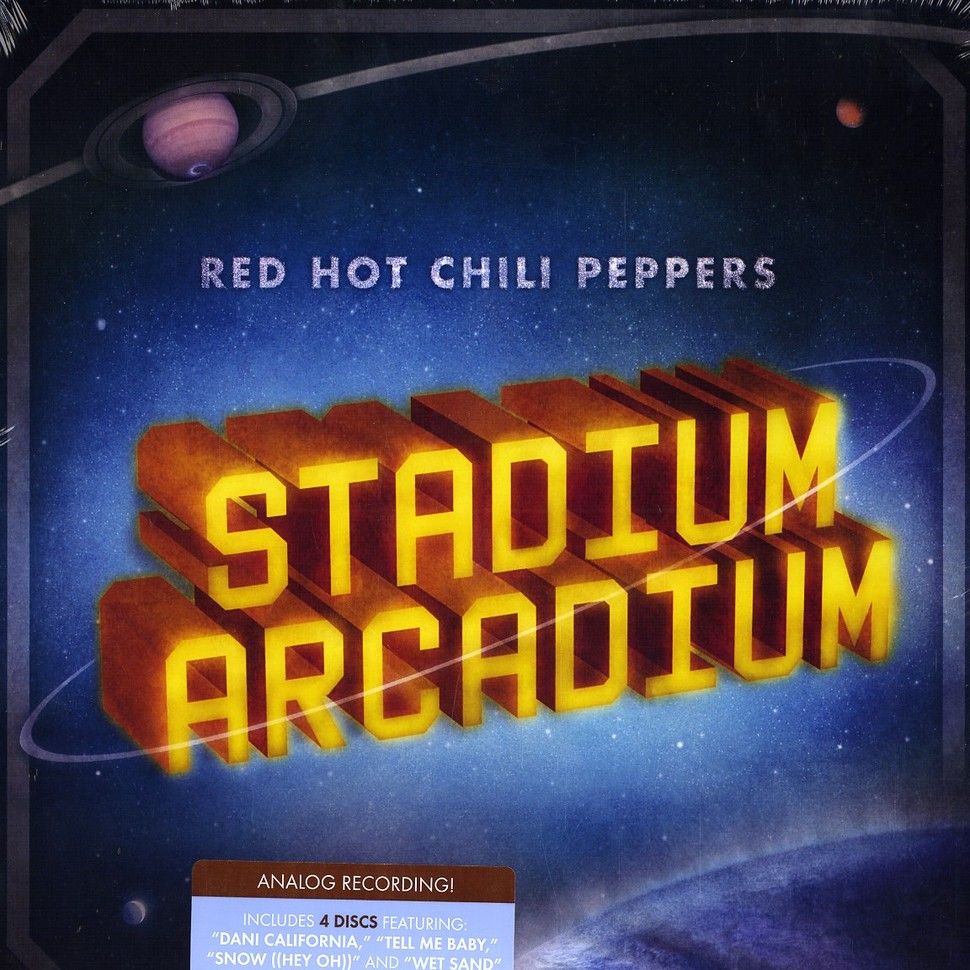 RED HOT CHILI PEPPERS
STADIUM
ARCADIUM
ANALOG RECORDING!
INCLUDES 4 DISCS FEATURING:
“DANI CALIFORNIA,” “TELL ME BABY,”
“SNOW ((HEY OH))” AND “WET SAND”